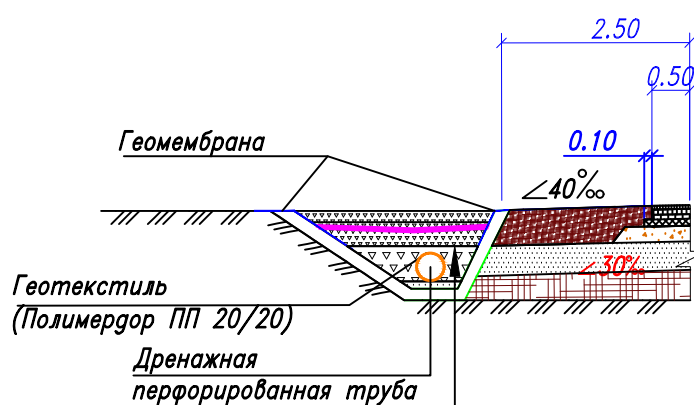 2.50
0.50
0.10
Геомембрана
∠40‰
∠30‰
Геотекстиль
(Полимердор ПП 20/20)
Дренажная
перфорированная труба